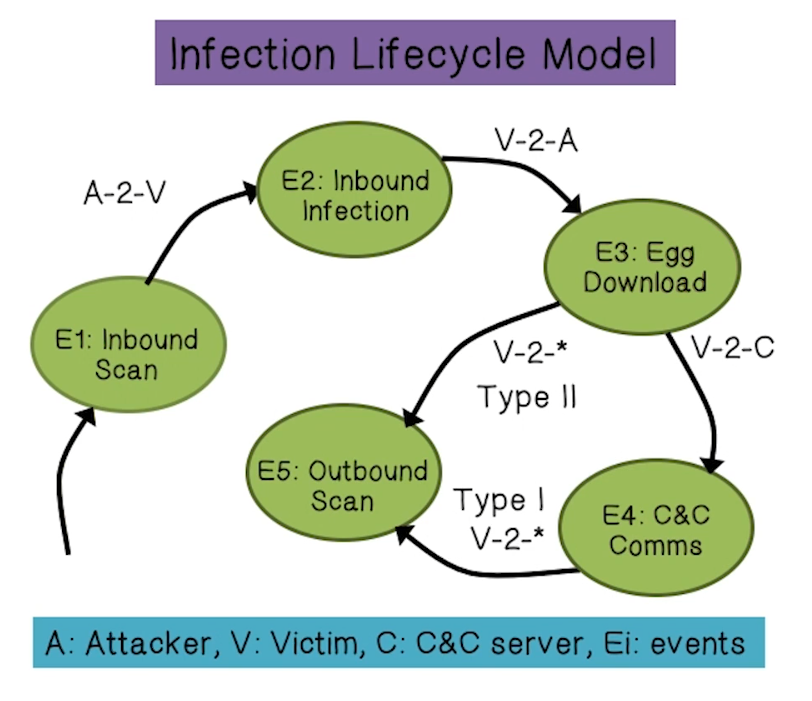 Infection Lifecycle Model
A-2-V
E2: Inbound
Infection
V-2-A
E3: Egg
Download
E1: Inbound
Scan
V-2-*
Type II
V-2-C
E5: Outbound
Scan
Type I
V-2-*
E4: C&C
Comms
A: Attacker, V: Victim, C: C&C server, Ei: events